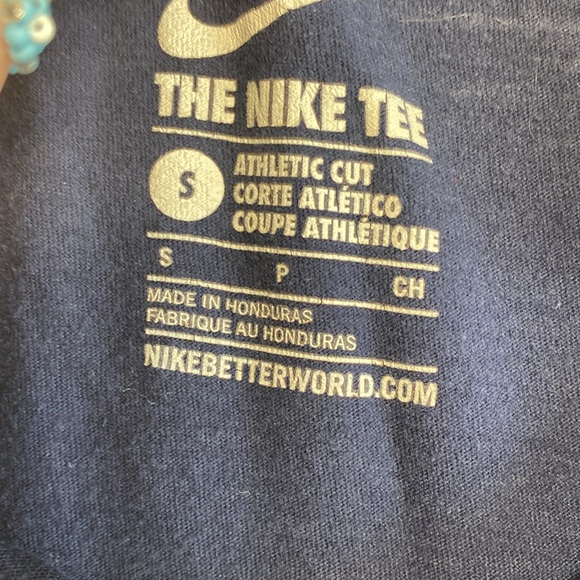 THE NIKE TEE
S
ATHLETIC CUT
CORTE ATLÉTICO
COUPE ATHLÉTIQUE
S P CH
MADE IN HONDURAS
FABRIQUE AU HONDURAS
NIKEBETTERWORLD.COM